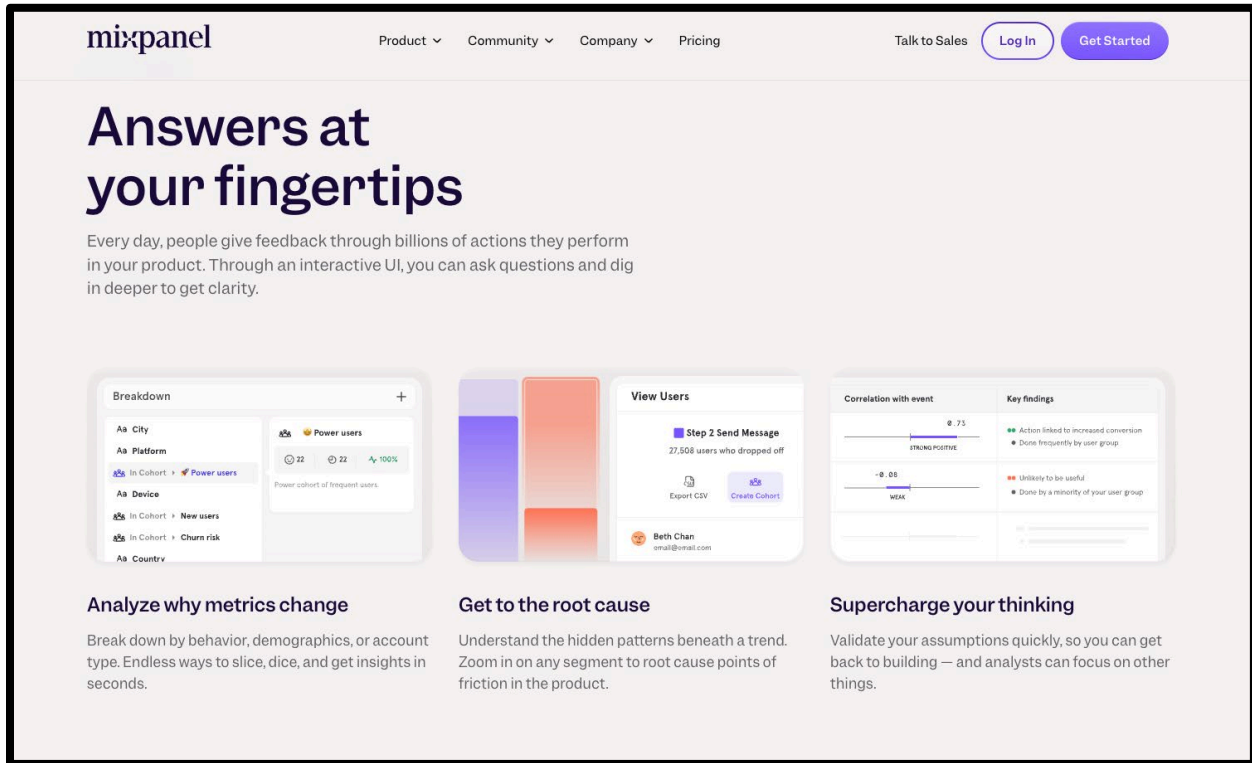 mixpanel
Product
Community
Company
Pricing
Talk to Sales
Log In
Get Started
Answers at
your fingertips
Every day, people give feedback through billions of actions they perform
in your product. Through an interactive UI, you can ask questions and dig
in deeper to get clarity.
Breakdown +
Aa City
Aa Platform
In Cohort › 🚀 Power users
Aa Device
In Cohort › New users
In Cohort › Churn risk
Aa Country
Power users
22 22 100%
Power cohort of frequent users
View Users
Step 2 Send Message
27,508 users who dropped off
Export CSV
Create Cohort
Beth Chan
email@email.com
Correlation with event
Key findings
0.75
STRONG POSITIVE
Action linked to increased conversion
Done frequently by user group
-0.08
WEAK
Unlikely to be useful
Done by a minority of your user group
Analyze why metrics change
Break down by behavior, demographics, or account
type. Endless ways to slice, dice, and get insights in
seconds.
Get to the root cause
Understand the hidden patterns beneath a trend.
Zoom in on any segment to root cause points of
friction in the product.
Supercharge your thinking
Validate your assumptions quickly, so you can get
back to building — and analysts can focus on other
things.